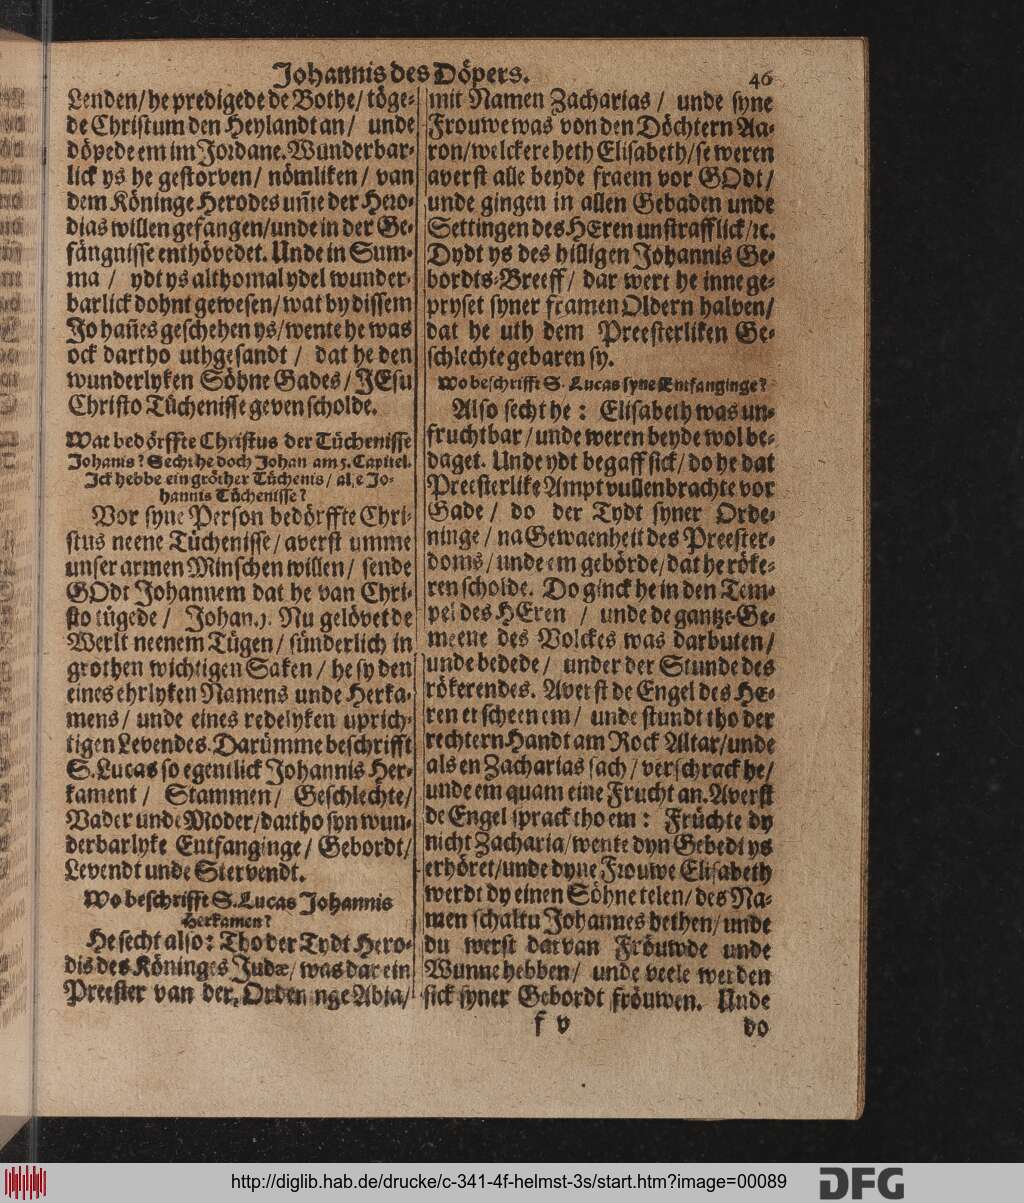 Johannis des Döpers. 46
Lenden/ he predigede de Bothe/ töge-
de Christum den Heylandt an/ unde
döpede em im Jordane. Wunderbar-
lick ys he gestorven/ nömliken/ van
dem Köninge Herodes un̄te der Hero-
dias willen gefangen/ unde in der Ge-
fängnisse enthövedet. Unde in Sum-
ma/ ydt ys althomal ydel wunder-
barlick dohnt gewesen/ wat by dissem
Johan̄es geschehen ys/ wente he was
ock dartho uthgesandt/ dat he den
wunderlyken Söhne Gades/ JEsu
Christo Tüchenisse geven scholde.
Wat bedörffte Christus der Tüchenisse
Johanis? Secht he doch Johan am 5. Capitel.
Ick hebbe ein gröther Tüchenis/ alse Jo-
hannis Tüchenisse?
Vor syne Person bedörffte Chri-
stus neene Tüchenisse/ averst umme
unser armen Minschen willen/ sende
GOdt Johannem dat he van Chri-
sto tügede/ Johan. 1. Nu gelövet de
Werlt neenem Tügen/ sünderlich in
grothen wichtigen Saken/ he sy den
eines ehrlyken Namens unde Herka-
mens/ unde eines redelyken uprich-
tigen Levendes. Darümme beschrifft
S. Lucas so egentlick Johannis Her-
kament/ Stammen/ Geschlechte/
Vader unde Moder/ dartho syn wun-
derbarlyke Entfanginge/ Gebordt/
Levendt unde Stervendt.
Wo beschrifft S. Lucas Johannis
Herkamen?
He secht also: Tho der Tydt Hero-
dis des Köninges Judæ/ was dar ein
Preester van der Ordeninge Abia/
mit Namen Zacharias/ unde syne
Frouwe was von den Döchtern Aa-
ron/ welckere heth Elisabeth/ se weren
averst alle beyde fraem vor GOdt/
unde gingen in allen Gebaden unde
Settingen des HEren unstrafflick/ ꝛc.
Dydt ys des hilligen Johannis Ge-
bordts-Breeff/ dar wert he inne ge-
pryset syner framen Oldern halven/
dat he uth dem Preesterliken Ge-
schlechte gebaren sy.
Wo beschrifft S. Lucas syne Entfanginge?
Also secht he: Elisabeth was un-
fruchtbar/ unde weren beyde wol be-
daget. Unde ydt begaff sick/ do he dat
Preesterlike Ampt vullenbrachte vor
Gade/ do der Tydt syner Orde-
ninge/ na Gewaenheit des Preester-
doms/ unde em gebörde/ dat he röke-
ren scholde. Do ginck he in den Tem-
pel des HEren/ unde de gantze Ge-
meene des Volckes was darbuten/
unde bedede/ under der Stunde des
rökerendes. Averst de Engel des HE-
ren erscheen em/ unde stundt tho der
rechtern Handt am Rock Altar/ unde
als en Zacharias sach/ verschrack he/
unde em quam eine Frucht an. Averst
de Engel sprack tho em: Früchte dy
nicht Zacharia/ wente dyn Gebedt ys
erhöret/ unde dyne Frouwe Elisabeth
werdt dy einen Söhne telen/ des Na-
men schaltu Johannes hethen/ unde
du werst darvan Fröuwde unde
Wunne hebben/ unde veele werden
sick syner Gebordt fröuwen. Unde
f v do
http://diglib.hab.de/drucke/c-341-4f-helmst-3s/start.htm?image=00089
DFG